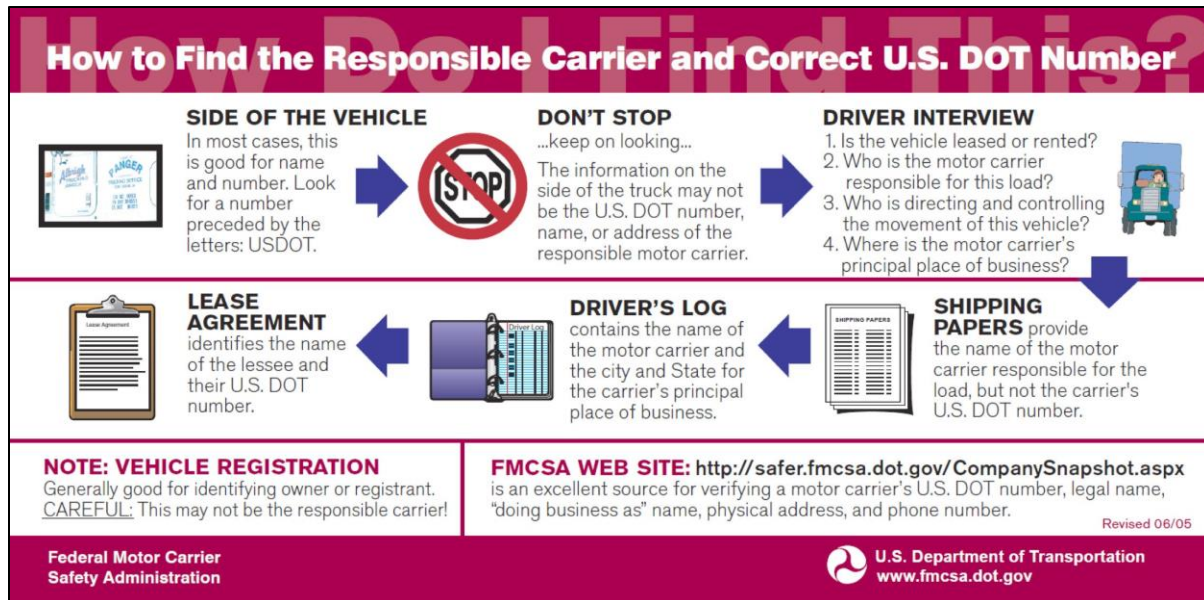 How Do I Find This?
How to Find the Responsible Carrier and Correct U.S. DOT Number
SIDE OF THE VEHICLE
In most cases, this
is good for name
and number. Look
for a number
preceded by the
letters: USDOT.
STOP
DON'T STOP
...keep on looking...
The information on the
side of the truck may not
be the U.S. DOT number,
name, or address of the
responsible motor carrier.
DRIVER INTERVIEW
1. Is the vehicle leased or rented?
2. Who is the motor carrier
responsible for this load?
3. Who is directing and controlling
the movement of this vehicle?
4. Where is the motor carrier's
principal place of business?
SHIPPING PAPERS
SHIPPING
PAPERS provide
the name of the motor
carrier responsible for the
load, but not the carrier's
U.S. DOT number.
Driver Log
DRIVER'S LOG
contains the name of
the motor carrier and
the city and State for
the carrier's principal
place of business.
Lease Agreement
LEASE
AGREEMENT
identifies the name
of the lessee and
their U.S. DOT
number.
NOTE: VEHICLE REGISTRATION
Generally good for identifying owner or registrant.
CAREFUL: This may not be the responsible carrier!
FMCSA WEB SITE: http://safer.fmcsa.dot.gov/CompanySnapshot.aspx
is an excellent source for verifying a motor carrier's U.S. DOT number, legal name,
"doing business as" name, physical address, and phone number.
Revised 06/05
Federal Motor Carrier
Safety Administration
U.S. Department of Transportation
www.fmcsa.dot.gov